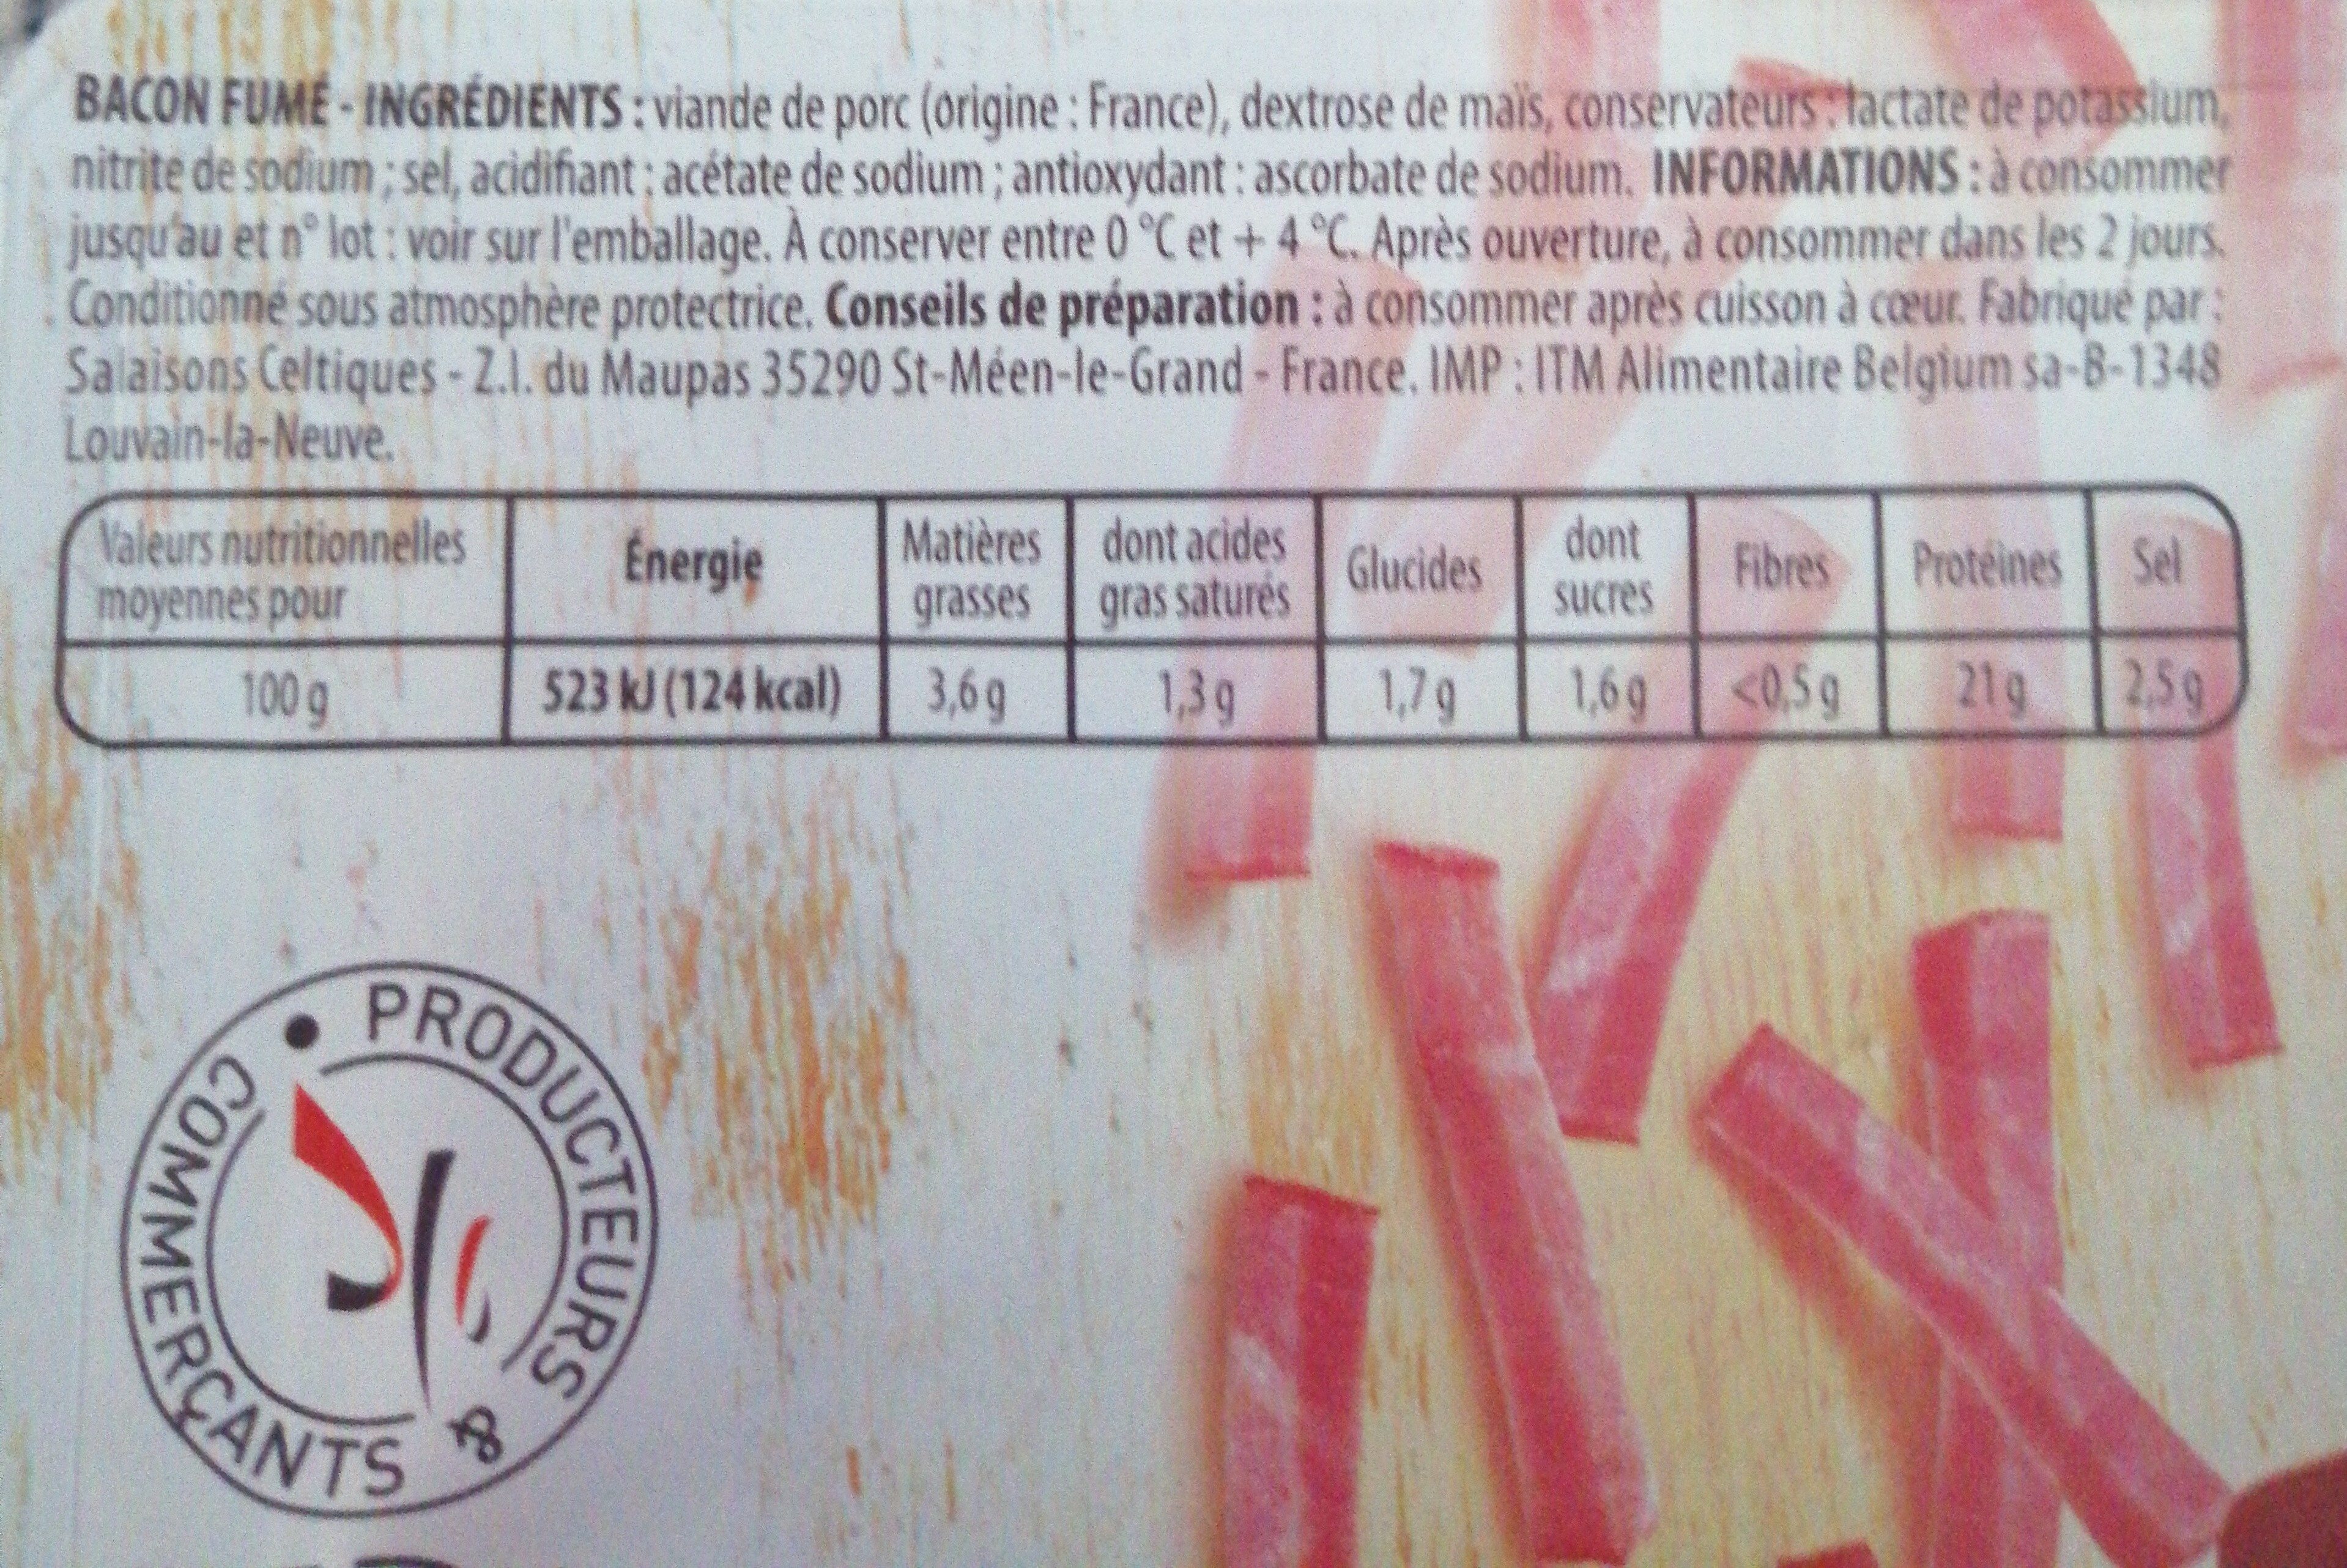 BACON FUMÉ - INGRÉDIENTS : viande de porc (origine : France), dextrose de maïs, conservateurs : lactate de potassium,
nitrite de sodium ; sel, acidifiant : acétate de sodium ; antioxydant : ascorbate de sodium. INFORMATIONS : à consommer
jusqu'au et n° lot : voir sur l'emballage. À conserver entre 0 °C et + 4 °C. Après ouverture, à consommer dans les 2 jours.
Conditionné sous atmosphère protectrice. Conseils de préparation : à consommer après cuisson à cœur. Fabriqué par :
Salaisons Celtiques - Z.I. du Maupas 35290 St-Méen-le-Grand - France. IMP : ITM Alimentaire Belgium sa-B-1348
Louvain-la-Neuve.
Valeurs nutritionnelles moyennes pour Énergie Matières grasses dont acides gras saturés Glucides dont sucres Fibres Protéines Sel
100 g 523 kJ (124 kcal) 3,6 g 1,3 g 1,7 g 1,6 g <0,5 g 21 g 2,5 g
PRODUCTEURS & COMMERÇANTS